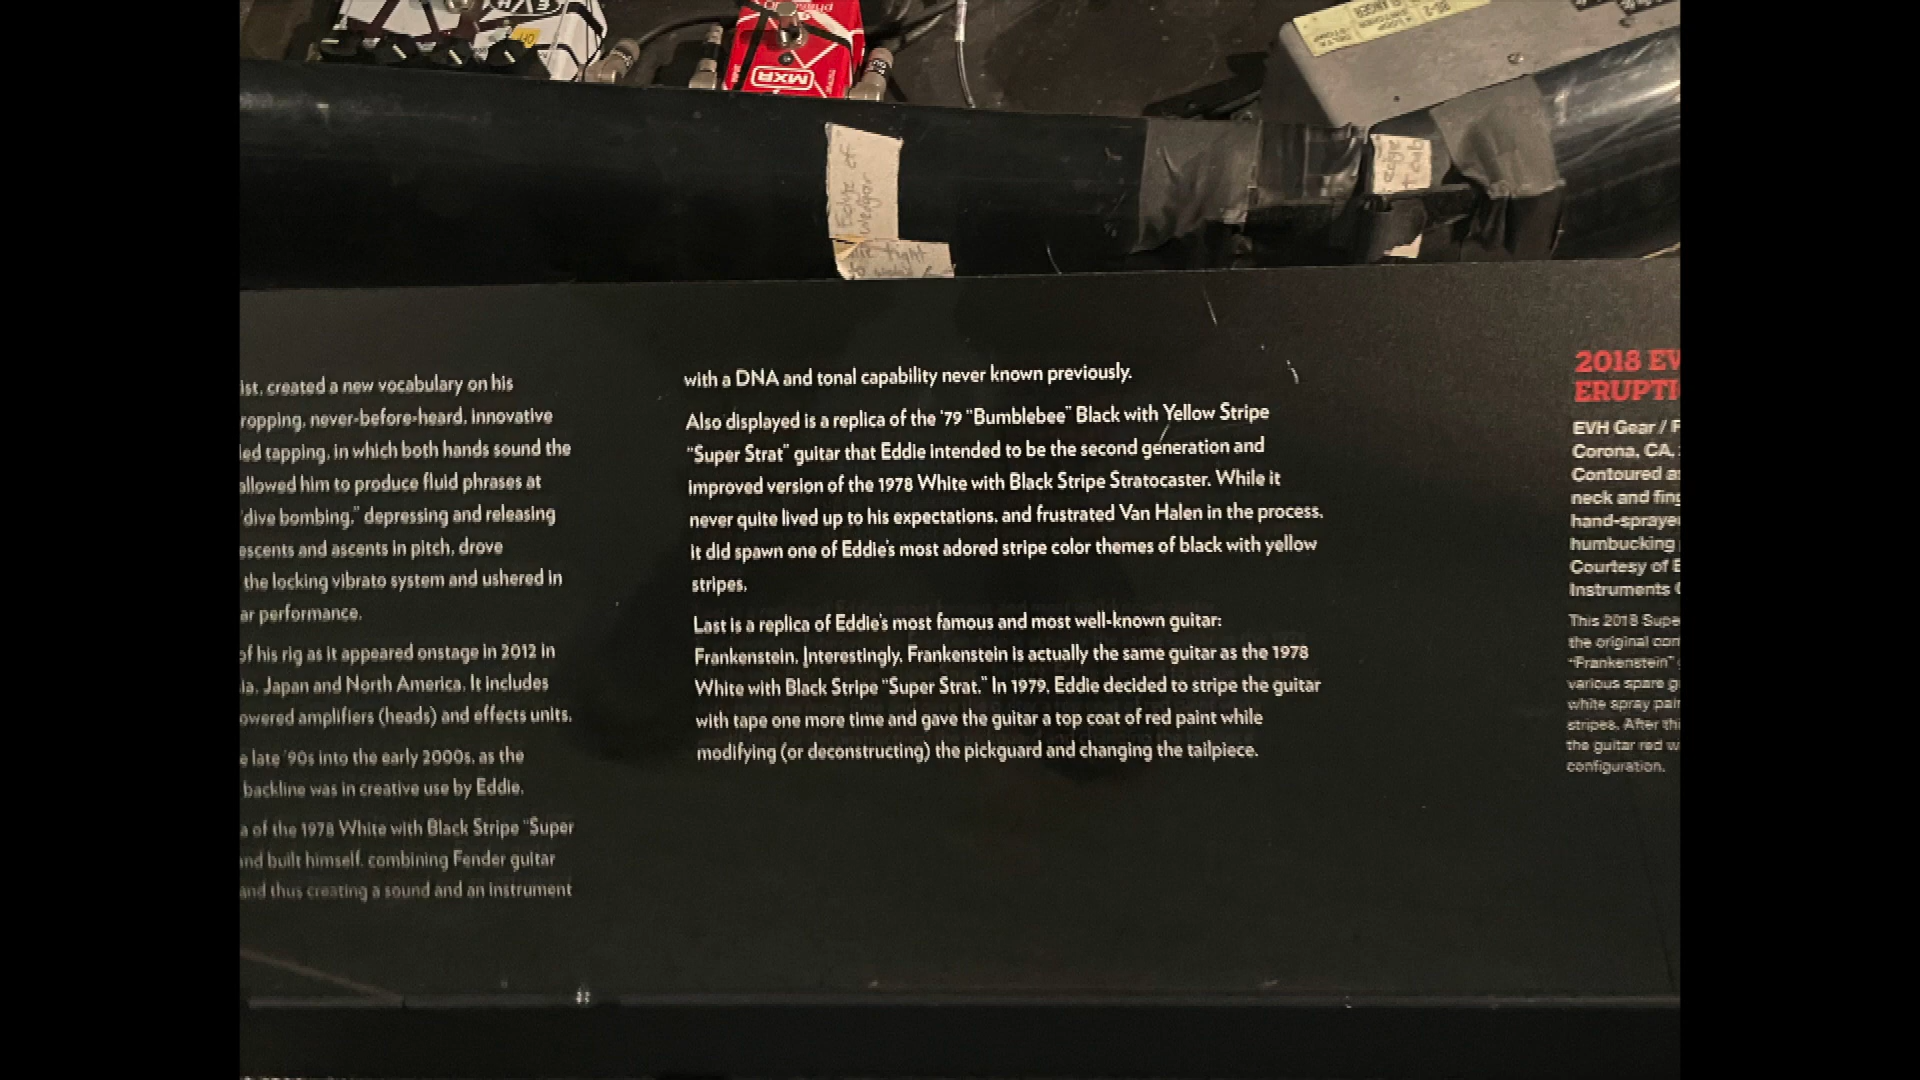 MXR
Edge of
wedge
tight
edge
cab
ist, created a new vocabulary on his
ropping, never-before-heard, innovative
led tapping, in which both hands sound the
allowed him to produce fluid phrases at
"dive bombing," depressing and releasing
escents and ascents in pitch, drove
the locking vibrato system and ushered in
ar performance.
of his rig as it appeared onstage in 2012 in
ia, Japan and North America. It includes
owered amplifiers (heads) and effects units.
e late '90s into the early 2000s, as the
backline was in creative use by Eddie.
a of the 1978 White with Black Stripe "Super
and built himself, combining Fender guitar
and thus creating a sound and an instrument
with a DNA and tonal capability never known previously.
Also displayed is a replica of the '79 "Bumblebee" Black with Yellow Stripe
"Super Strat" guitar that Eddie intended to be the second generation and
improved version of the 1978 White with Black Stripe Stratocaster. While it
never quite lived up to his expectations, and frustrated Van Halen in the process,
it did spawn one of Eddie's most adored stripe color themes of black with yellow
stripes.
Last is a replica of Eddie's most famous and most well-known guitar:
Frankenstein. Interestingly, Frankenstein is actually the same guitar as the 1978
White with Black Stripe "Super Strat." In 1979, Eddie decided to stripe the guitar
with tape one more time and gave the guitar a top coat of red paint while
modifying (or deconstructing) the pickguard and changing the tailpiece.
2018 EV
ERUPTI
EVH Gear / F
Corona, CA,
Contoured a
neck and fing
hand-spraye
humbucking
Courtesy of E
Instruments
This 2018 Supe
the original con
"Frankenstein"
various spare g
white spray pain
stripes. After thi
the guitar red w
configuration.